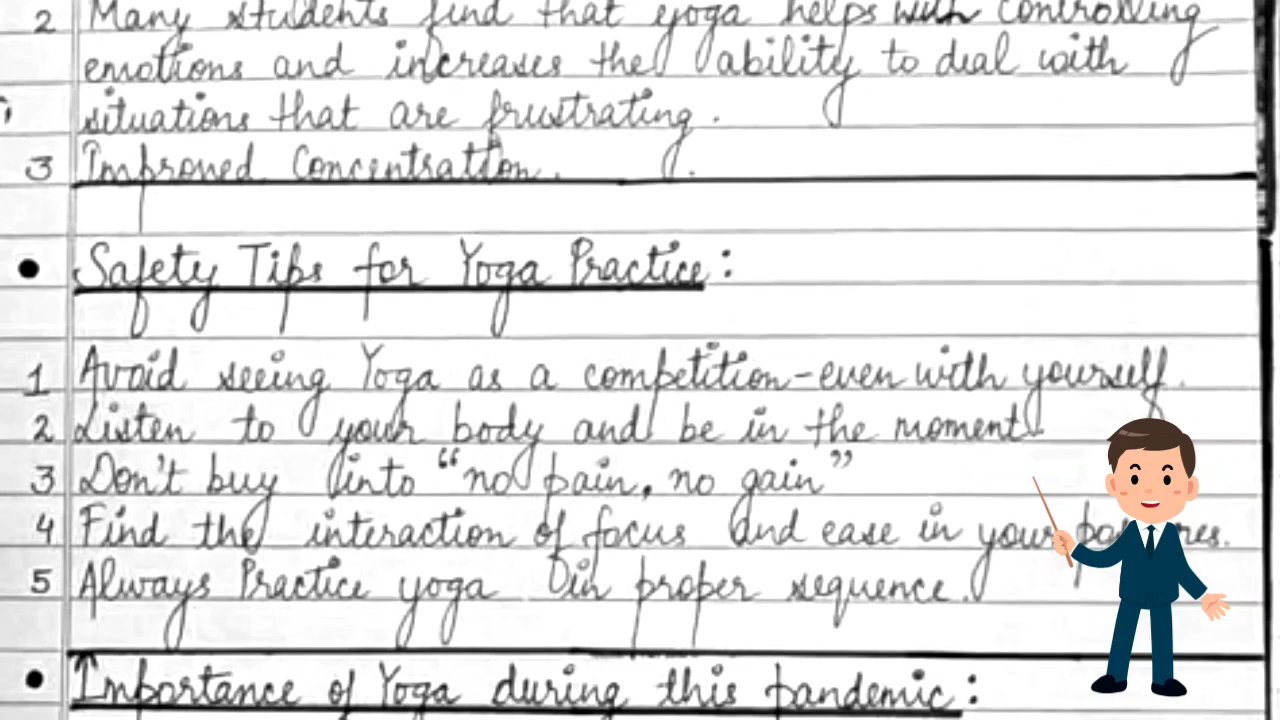 2 Many students find that yoga helps with controlling
emotions and increases the ability to deal with
situations that are frustrating.
3 Improved Concentration.
• Safety Tips for Yoga Practice:
1 Avoid seeing Yoga as a competition-even with yourself.
2 Listen to your body and be in the moment.
3 Don't buy into "no pain, no gain"
4 Find the interaction of focus and ease in your
5 Always Practice yoga in proper sequence.
• Importance of Yoga during this pandemic: